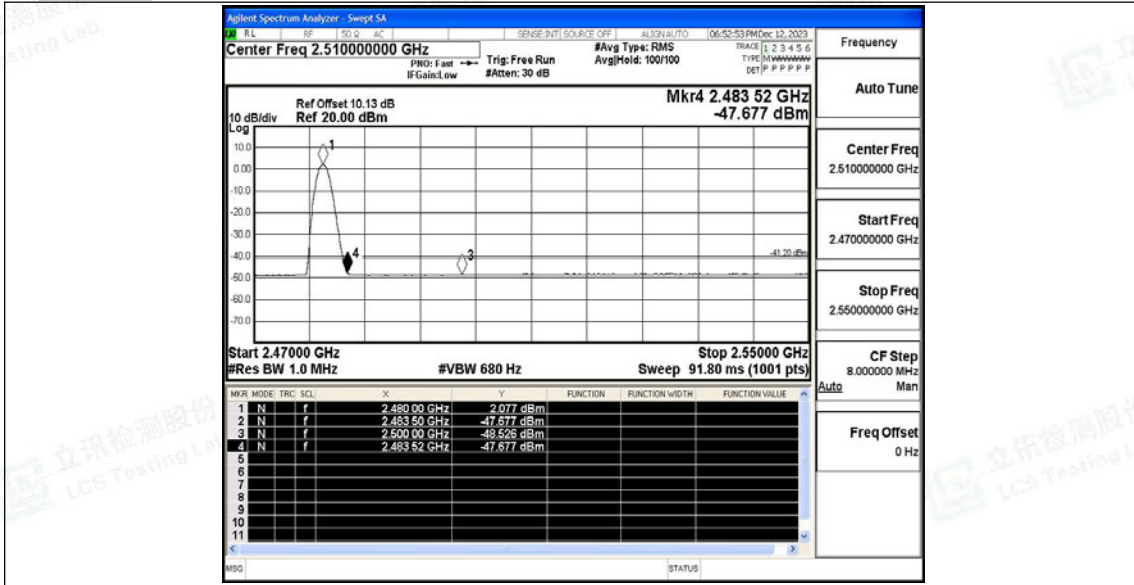 Agilent Spectrum Analyzer - Swept SA
RL RF 50 Ω AC SENSE:INT SOURCE OFF ALIGN AUTO 06:52:53 PM Dec 12, 2023
Center Freq 2.510000000 GHz
PNO: Fast
IFGain:Low
Trig: Free Run
#Atten: 30 dB
#Avg Type: RMS
Avg|Hold: 100/100
TRACE 1 2 3 4 5 6
TYPE M WWWWW
DET P P P P P P
Ref Offset 10.13 dB
10 dB/div Ref 20.00 dBm
Log
Mkr4 2.483 52 GHz
-47.677 dBm
10.0
0.00
-10.0
-20.0
-30.0
-40.0
-50.0
-60.0
-70.0
1
4
3
-41.20 dBm
Start 2.47000 GHz Stop 2.55000 GHz
#Res BW 1.0 MHz #VBW 680 Hz Sweep 91.80 ms (1001 pts)
MKR MODE TRC SCL X Y FUNCTION FUNCTION WIDTH FUNCTION VALUE
1 N f 2.480 00 GHz 2.077 dBm
2 N f 2.483 50 GHz -47.677 dBm
3 N f 2.500 00 GHz -48.526 dBm
4 N f 2.483 52 GHz -47.677 dBm
5
6
7
8
9
10
11
MSG STATUS
Frequency
Auto Tune
Center Freq
2.510000000 GHz
Start Freq
2.470000000 GHz
Stop Freq
2.550000000 GHz
CF Step
8.000000 MHz
Auto Man
Freq Offset
0 Hz
立讯检测股份
LCS Testing Lab
立讯检测股份
LCS Testing L